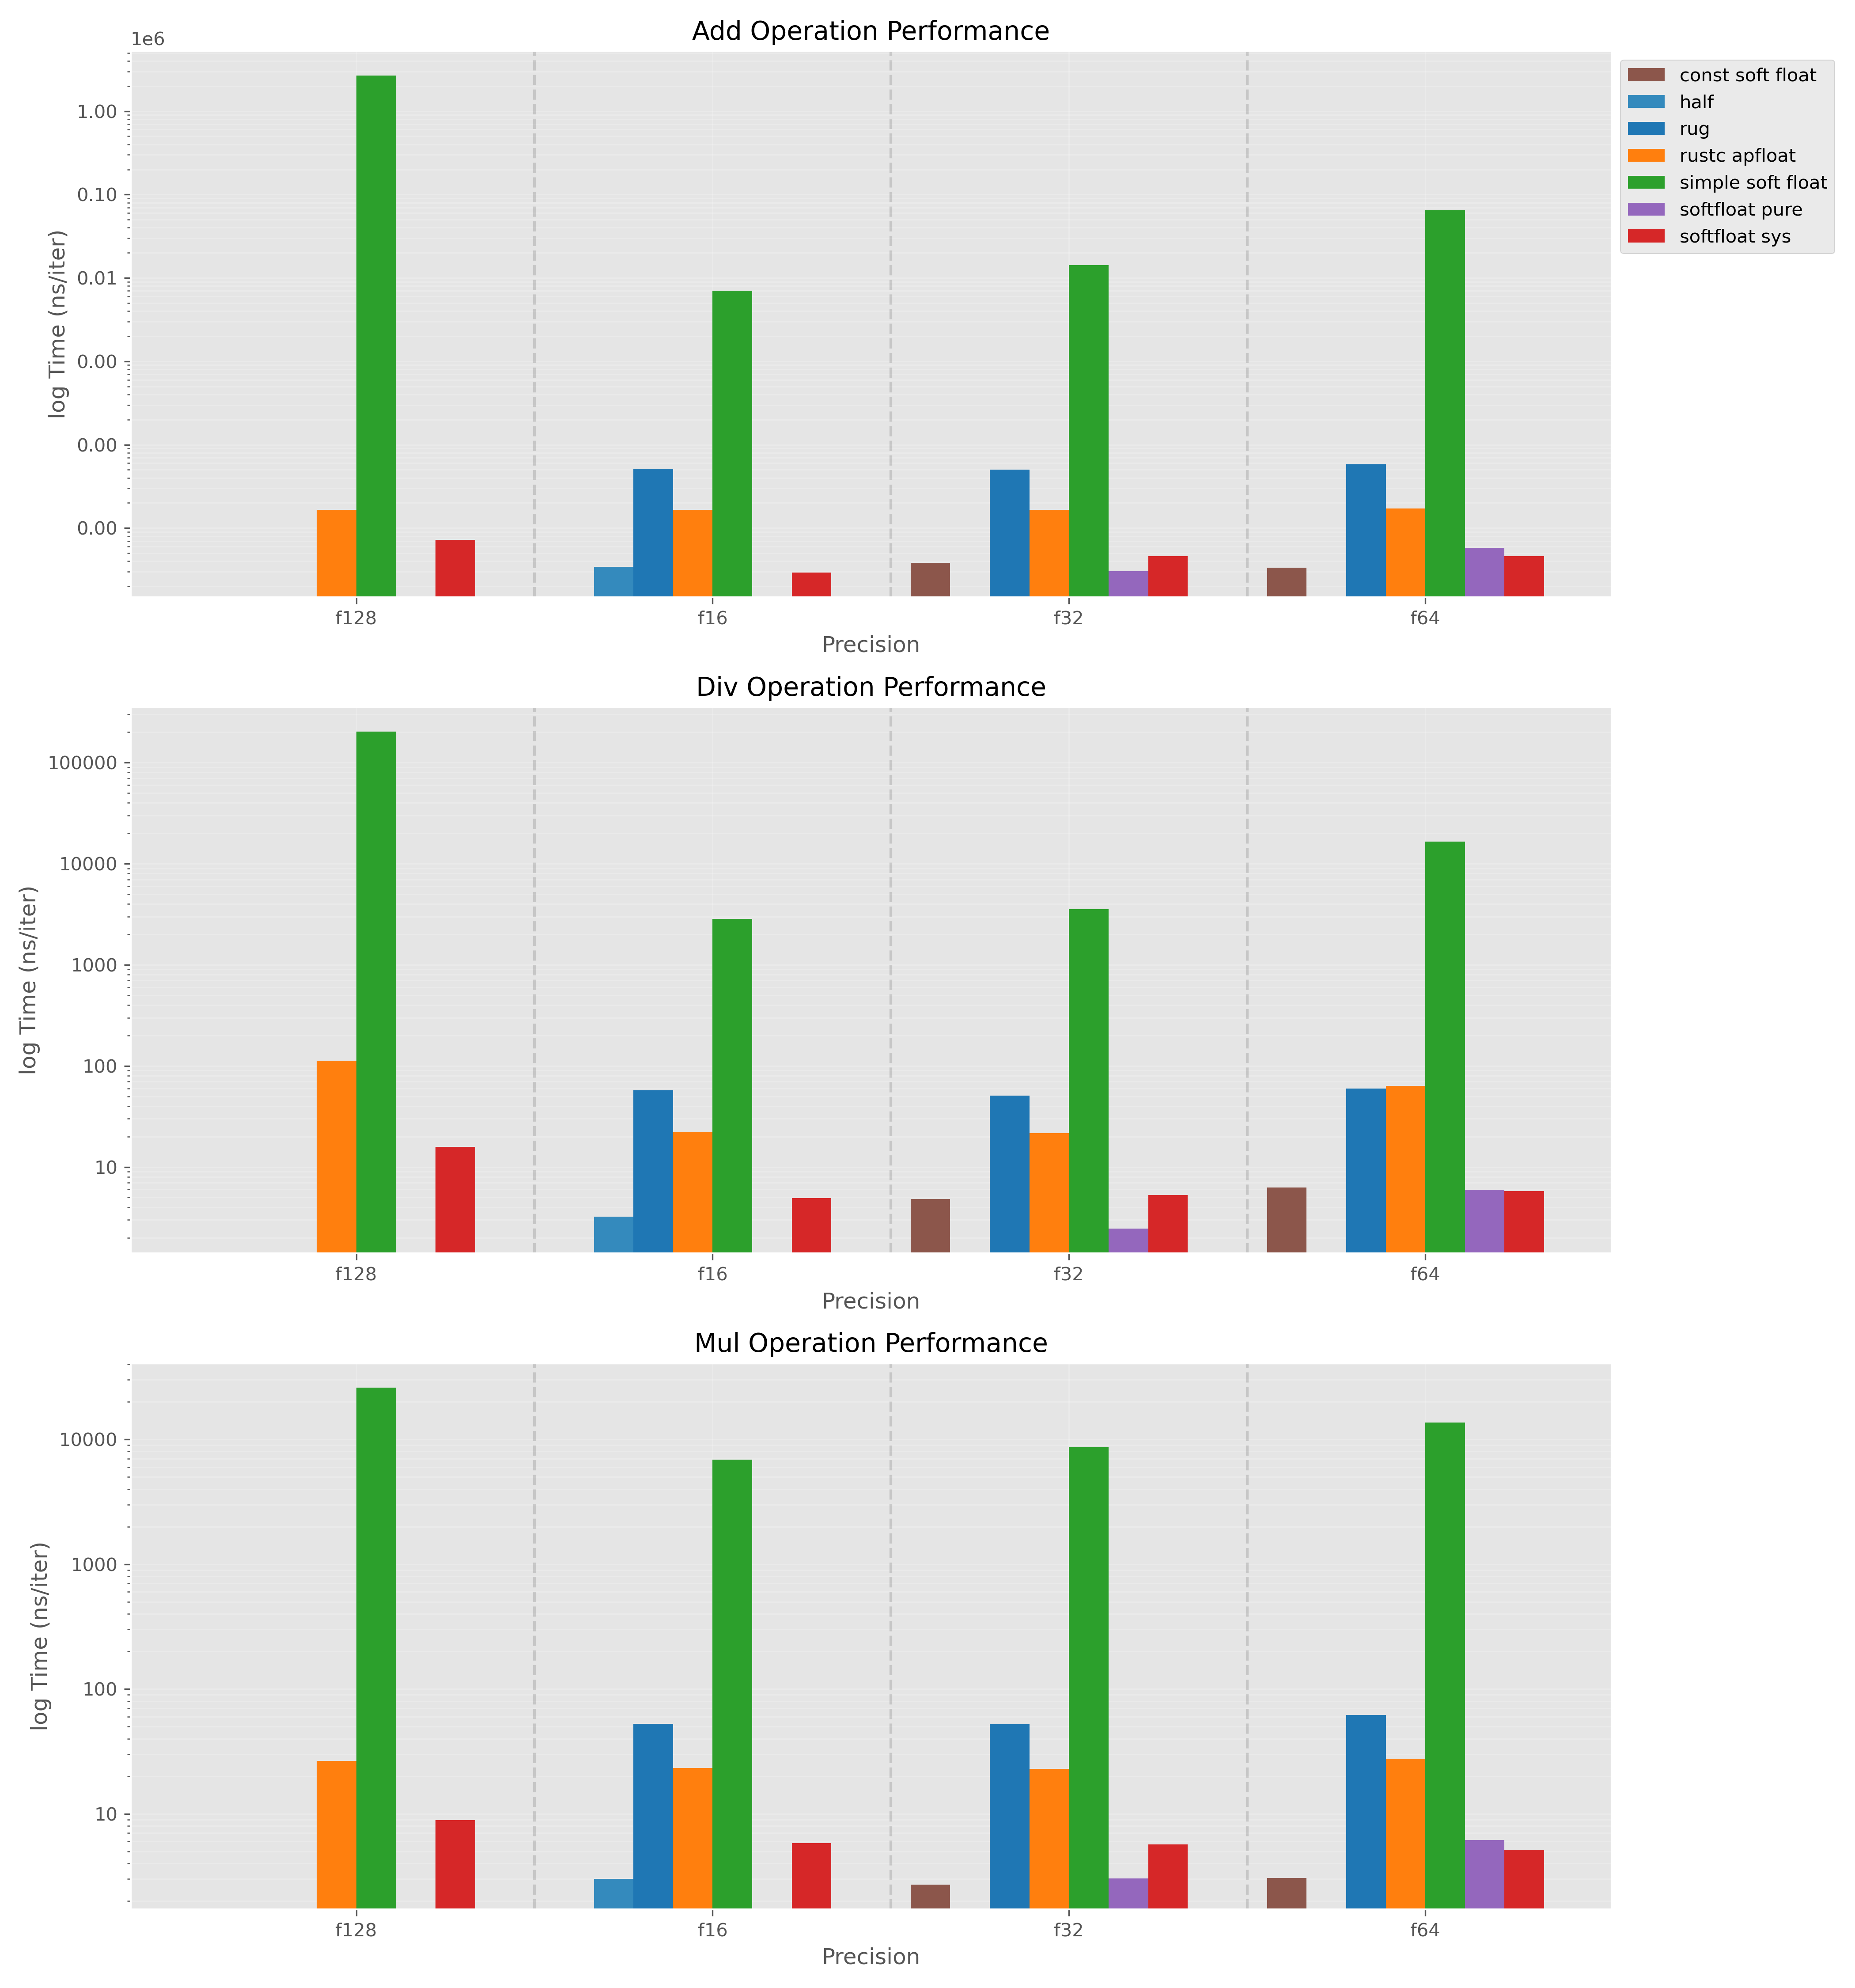 Add Operation Performance
1e6
1.00
0.10
0.01
0.00
0.00
0.00
log Time (ns/iter)
f128
f16
f32
f64
Precision
const soft float
half
rug
rustc apfloat
simple soft float
softfloat pure
softfloat sys
Div Operation Performance
100000
10000
1000
100
10
log Time (ns/iter)
f128
f16
f32
f64
Precision
Mul Operation Performance
10000
1000
100
10
log Time (ns/iter)
f128
f16
f32
f64
Precision